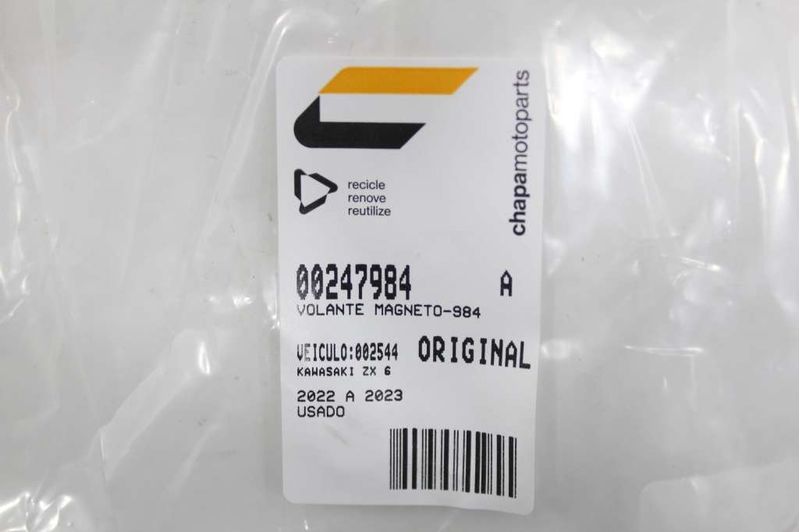 chapamotoparts
recicle
renove
reutilize
00247984 A
VOLANTE MAGNETO-984
VEICULO:002544 ORIGINAL
KAWASAKI ZX 6
2022 A 2023
USADO